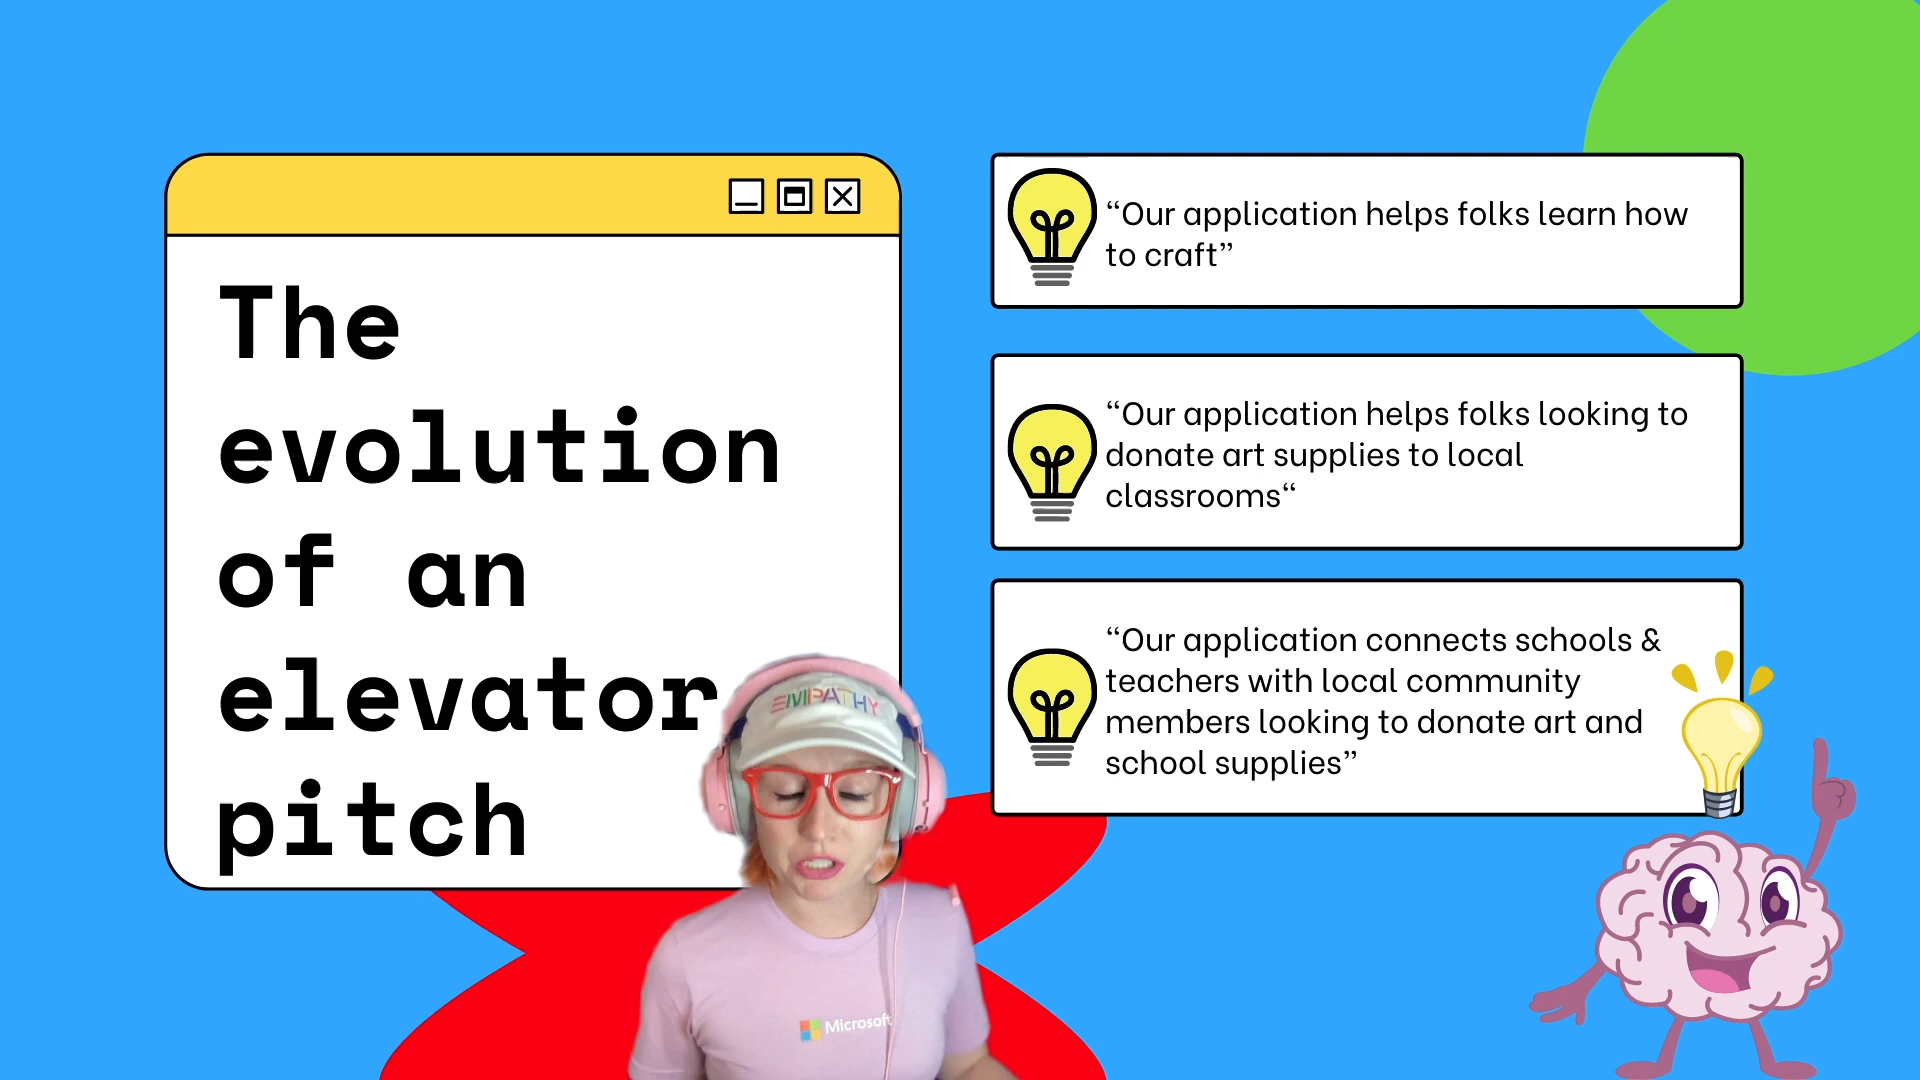 The
evolution
of an
elevator
pitch
“Our application helps folks learn how
to craft”
“Our application helps folks looking to
donate art supplies to local
classrooms“
“Our application connects schools &
teachers with local community
members looking to donate art and
school supplies”
EMPATHY
Microsoft